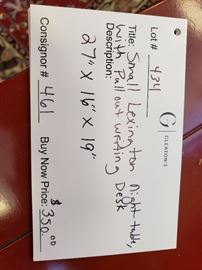 Lot # 434
G
GLEATON'S
Title: Small Lexington Night table,
with Pull out writing
Desk
Description:
27" X 16" X 19"
Consignor # 461
Buy Now Price: $350.00